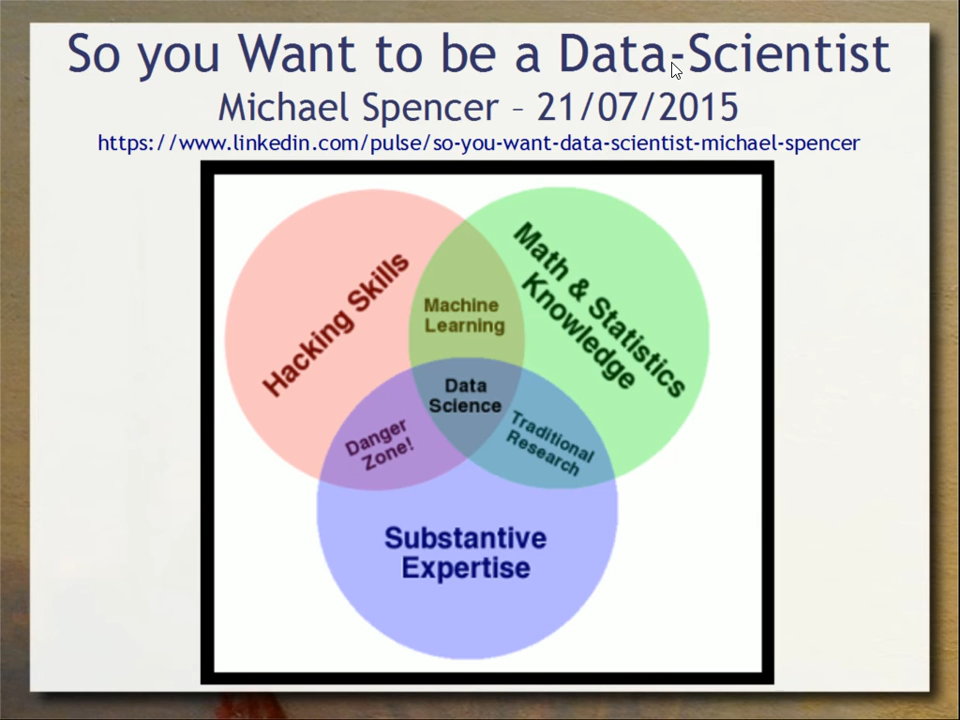 So you Want to be a Data-Scientist
Michael Spencer – 21/07/2015
https://www.linkedin.com/pulse/so-you-want-data-scientist-michael-spencer
Hacking Skills
Math & Statistics
Knowledge
Machine
Learning
Data
Science
Danger
Zone!
Traditional
Research
Substantive
Expertise